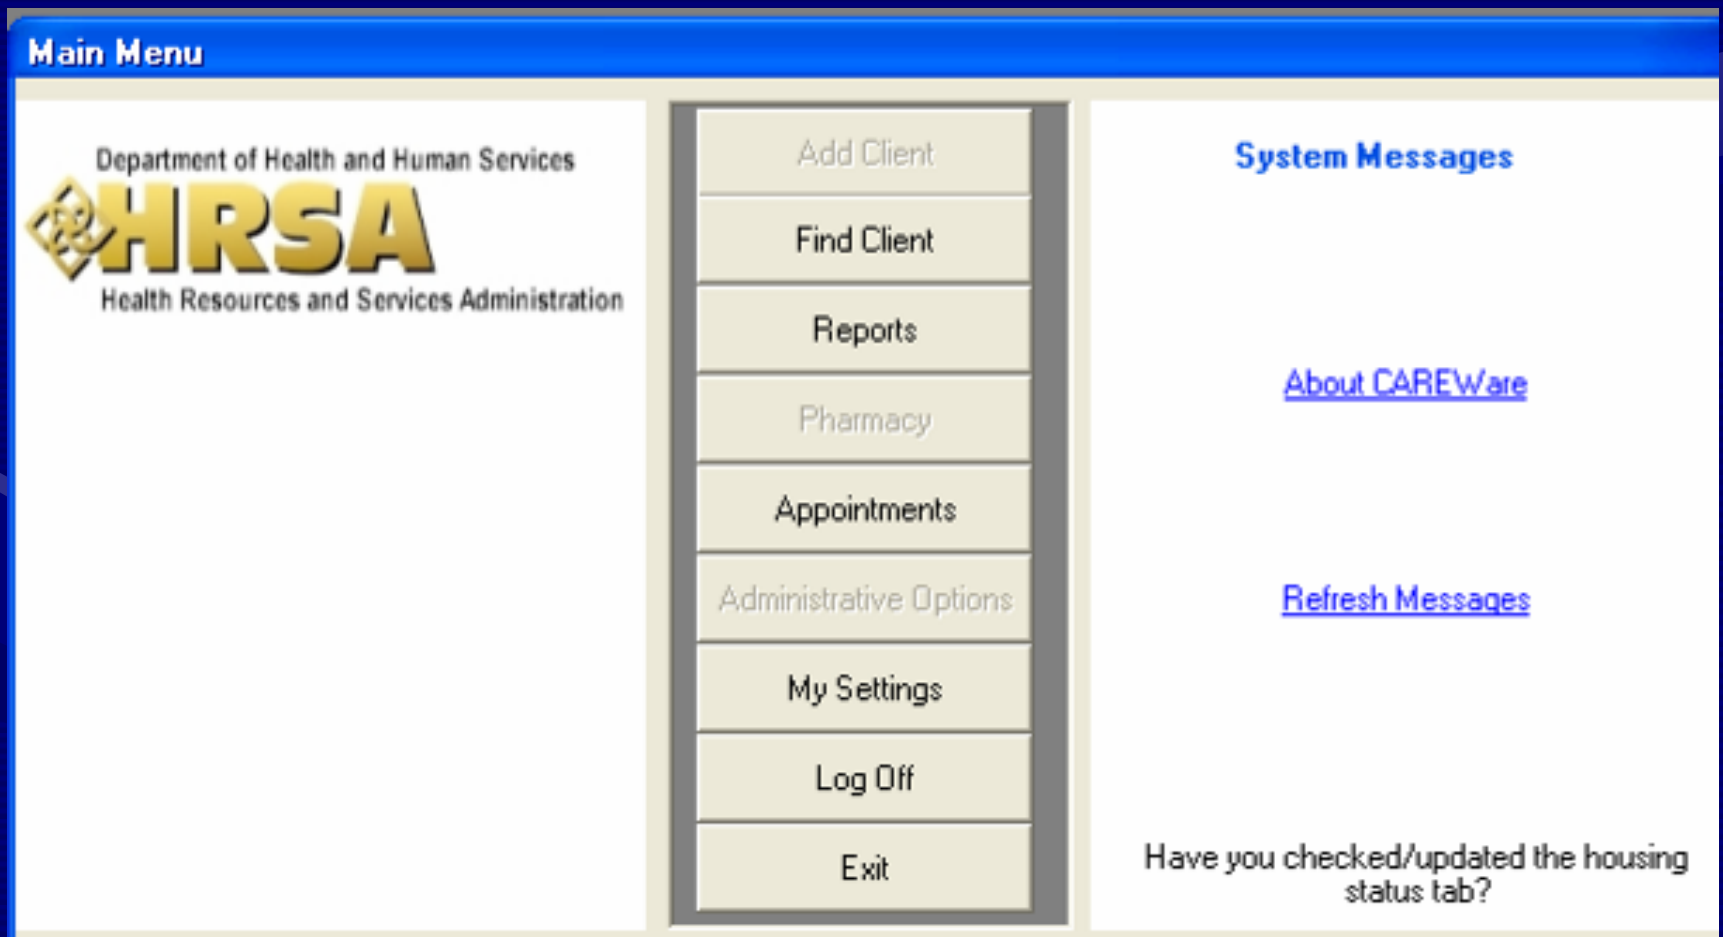 Main Menu
Department of Health and Human Services
HRSA
Health Resources and Services Administration
Add Client
Find Client
Reports
Pharmacy
Appointments
Administrative Options
My Settings
Log Off
Exit
System Messages
About CAREWare
Refresh Messages
Have you checked/updated the housing
status tab?